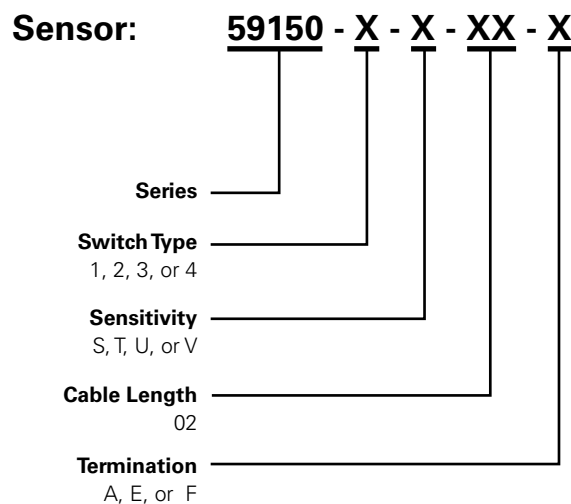 Sensor: 59150 - X - X - XX - X
Series
Switch Type
1, 2, 3, or 4
Sensitivity
S, T, U, or V
Cable Length
02
Termination
A, E, or F